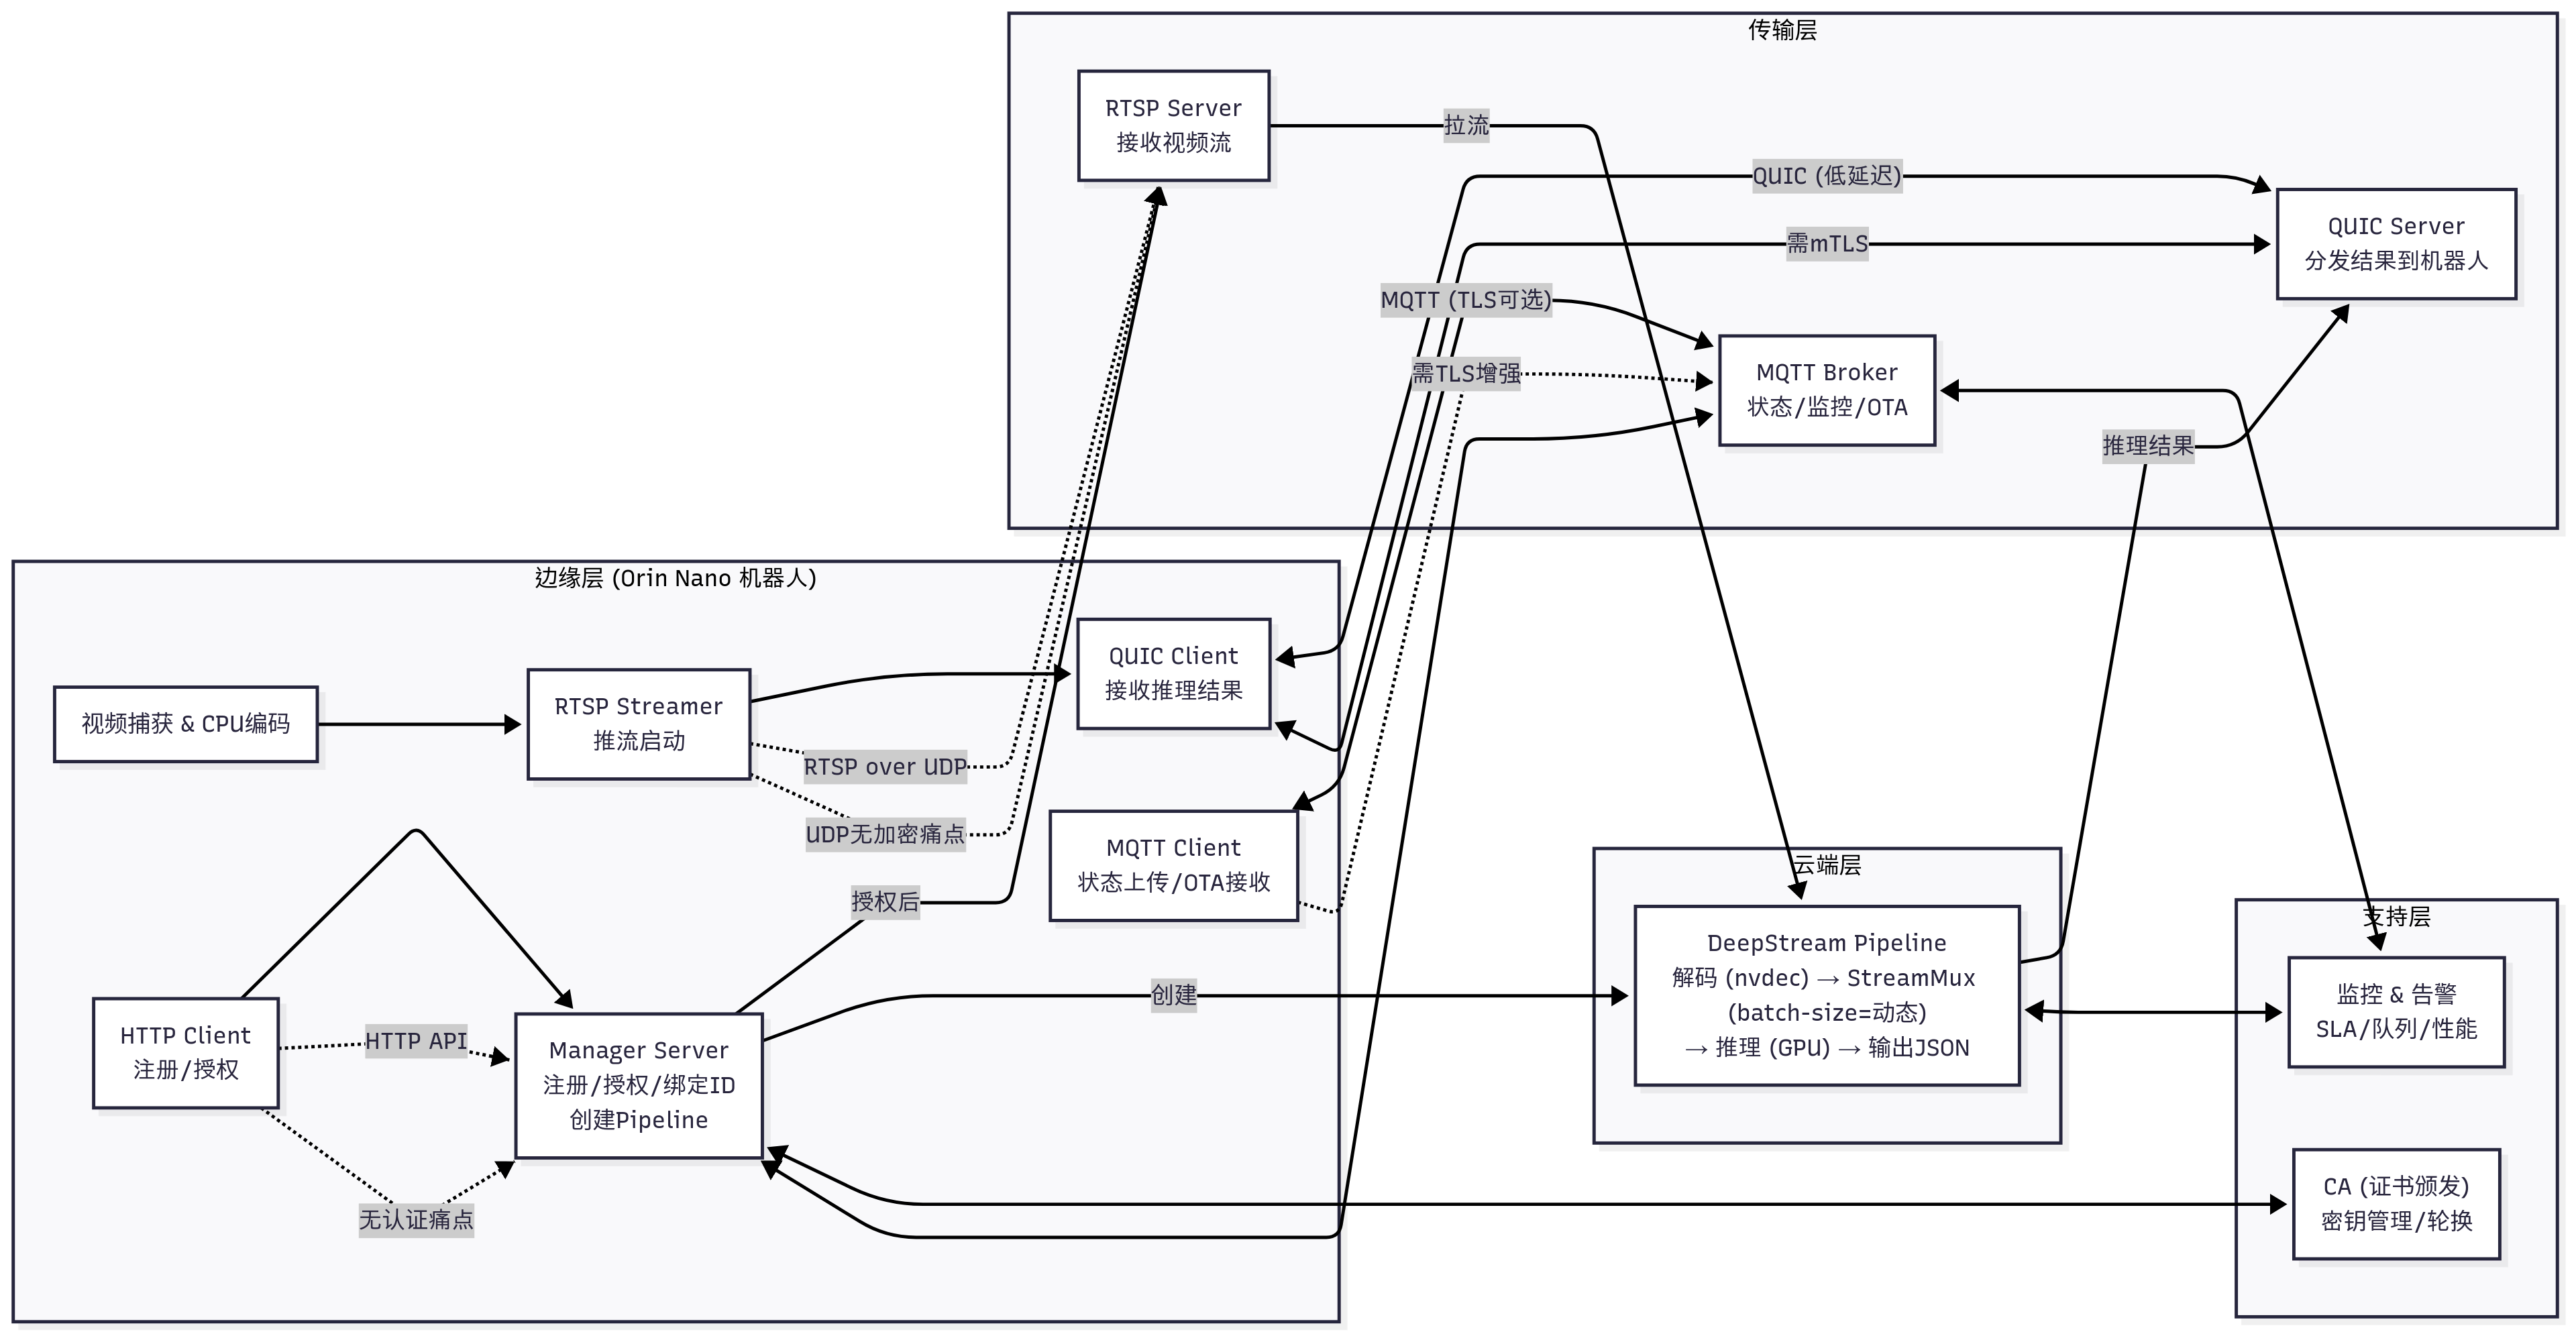 传输层
RTSP Server
接收视频流
拉流
QUIC (低延迟)
需mTLS
QUIC Server
分发结果到机器人
MQTT (TLS可选)
需TLS增强
MQTT Broker
状态/监控/OTA
推理结果
边缘层 (Orin Nano 机器人)
视频捕获 & CPU编码
RTSP Streamer
推流启动
QUIC Client
接收推理结果
RTSP over UDP
UDP无加密痛点
MQTT Client
状态上传/OTA接收
授权后
HTTP Client
注册/授权
HTTP API
无认证痛点
Manager Server
注册/授权/绑定ID
创建Pipeline
创建
云端层
DeepStream Pipeline
解码 (nvdec) → StreamMux
(batch-size=动态)
→ 推理 (GPU) → 输出JSON
支持层
监控 & 告警
SLA/队列/性能
CA (证书颁发)
密钥管理/轮换